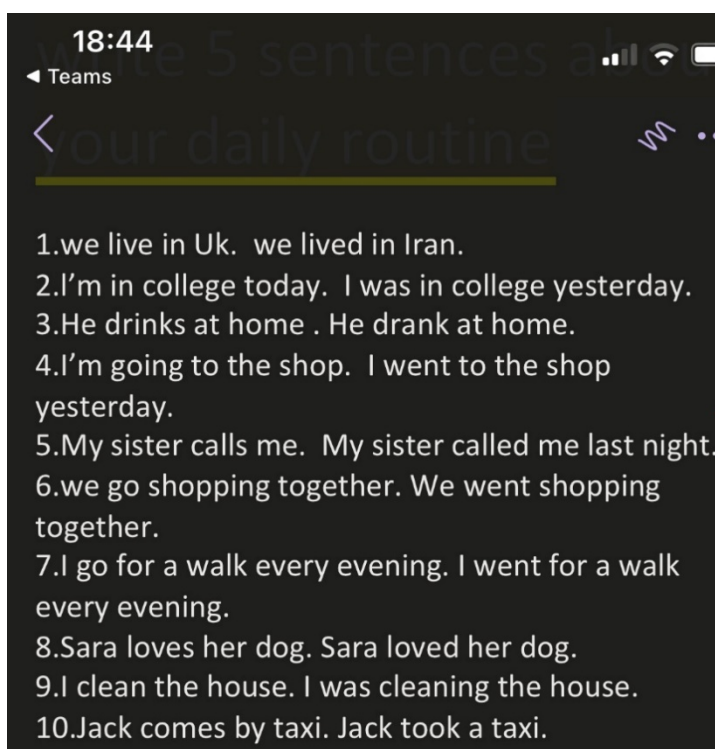 18:44
◀ Teams
write 5 sentences abou
your daily routine
1.we live in Uk.  we lived in Iran.
2.I’m in college today.  I was in college yesterday.
3.He drinks at home . He drank at home.
4.I’m going to the shop.  I went to the shop
yesterday.
5.My sister calls me.  My sister called me last night.
6.we go shopping together. We went shopping
together.
7.I go for a walk every evening. I went for a walk
every evening.
8.Sara loves her dog. Sara loved her dog.
9.I clean the house. I was cleaning the house.
10.Jack comes by taxi. Jack took a taxi.